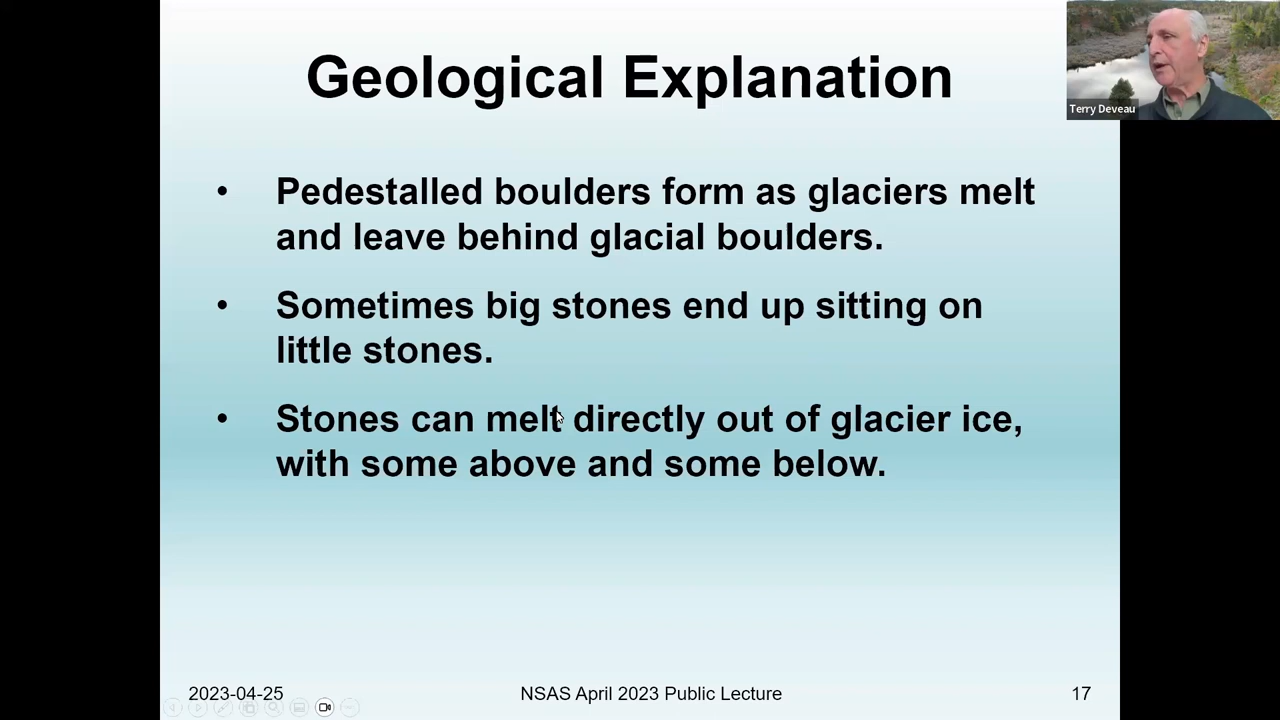 Geological Explanation
Terry Deveau
• Pedestalled boulders form as glaciers melt
and leave behind glacial boulders.
• Sometimes big stones end up sitting on
little stones.
• Stones can melt directly out of glacier ice,
with some above and some below.
2023-04-25
NSAS April 2023 Public Lecture
17